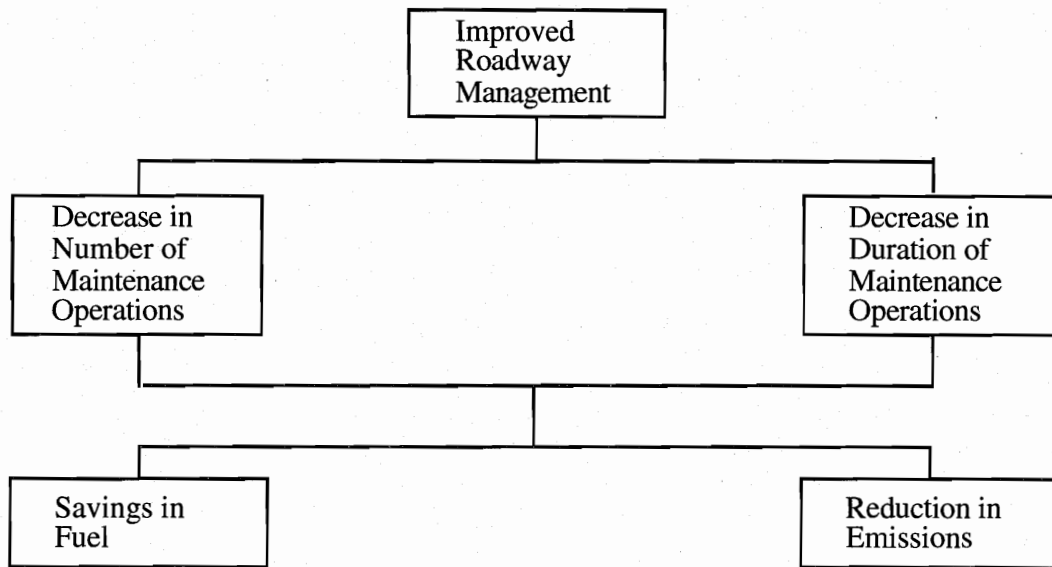 Improved
Roadway
Management
Decrease in
Number of
Maintenance
Operations
Decrease in
Duration of
Maintenance
Operations
Savings in
Fuel
Reduction in
Emissions